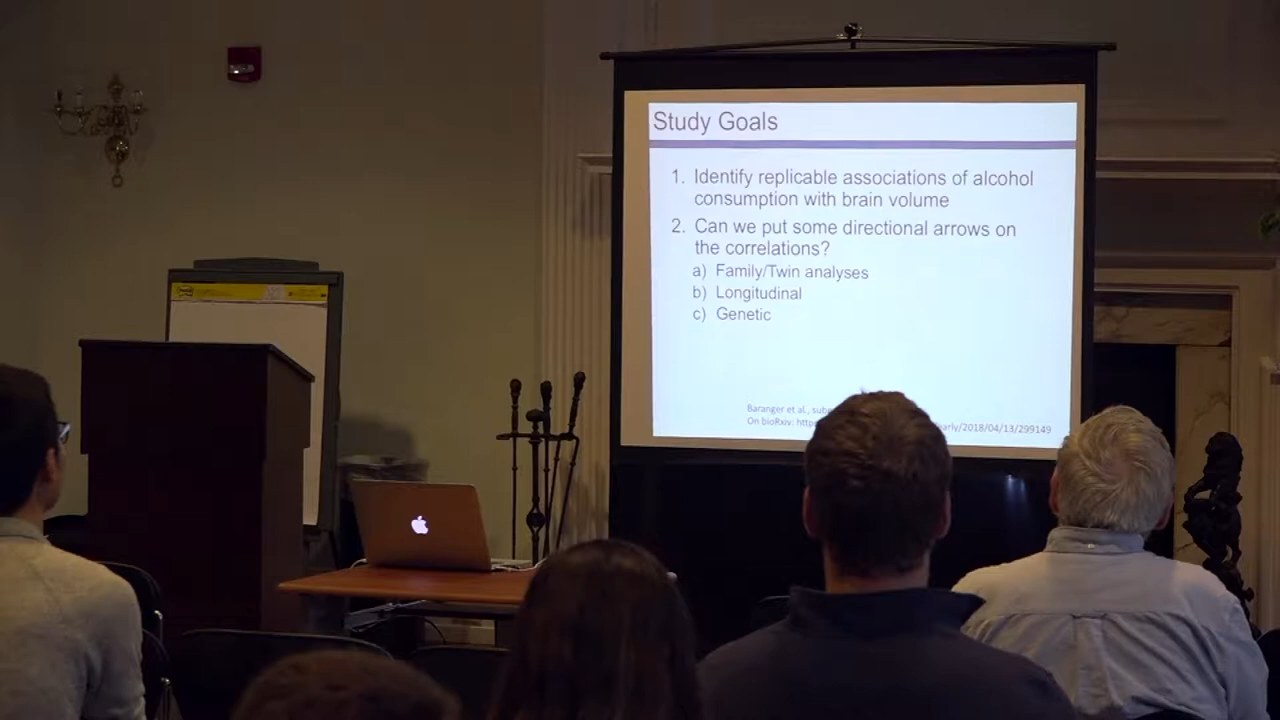 Study Goals
1. Identify replicable associations of alcohol
consumption with brain volume
2. Can we put some directional arrows on
the correlations?
a) Family/Twin analyses
b) Longitudinal
c) Genetic
Baranger et al.,
On bioRxiv: early/2018/04/13/299149